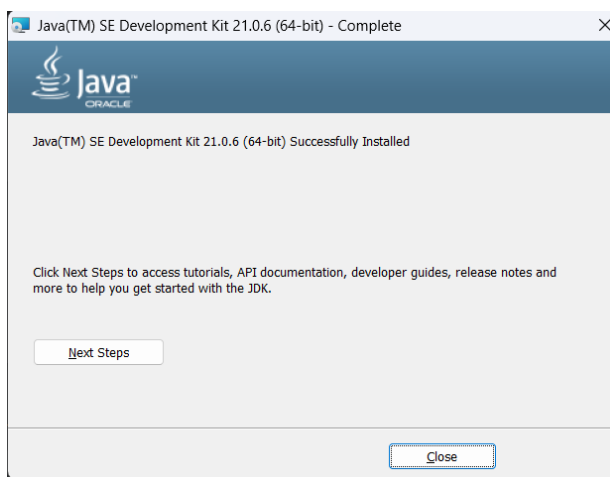 Java(TM) SE Development Kit 21.0.6 (64-bit) - Complete
Java™
ORACLE
Java(TM) SE Development Kit 21.0.6 (64-bit) Successfully Installed
Click Next Steps to access tutorials, API documentation, developer guides, release notes and
more to help you get started with the JDK.
Next Steps
Close